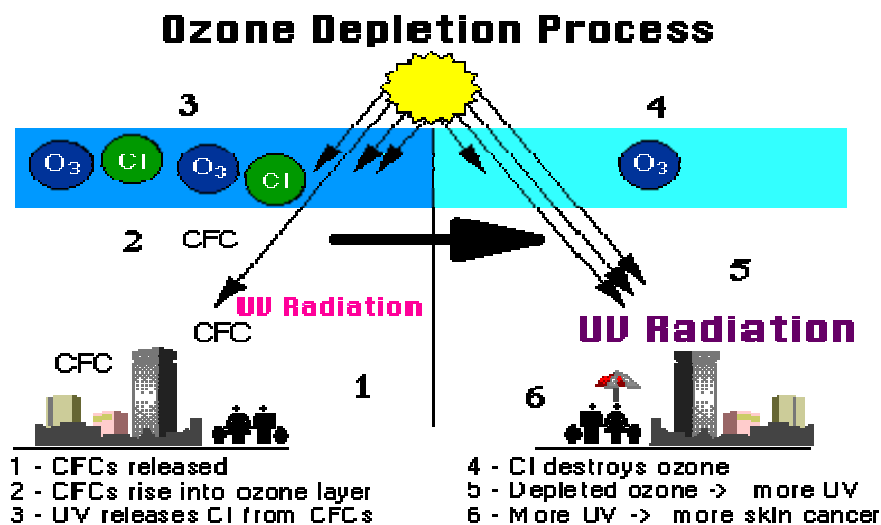 Ozone Depletion Process
3
4
O3
Cl
O3
Cl
O3
2
CFC
5
UV Radiation
CFC
UV Radiation
CFC
1
6
1 - CFCs released
2 - CFCs rise into ozone layer
3 - UV releases Cl from CFCs
4 - Cl destroys ozone
5 - Depleted ozone -> more UV
6 - More UV -> more skin cancer